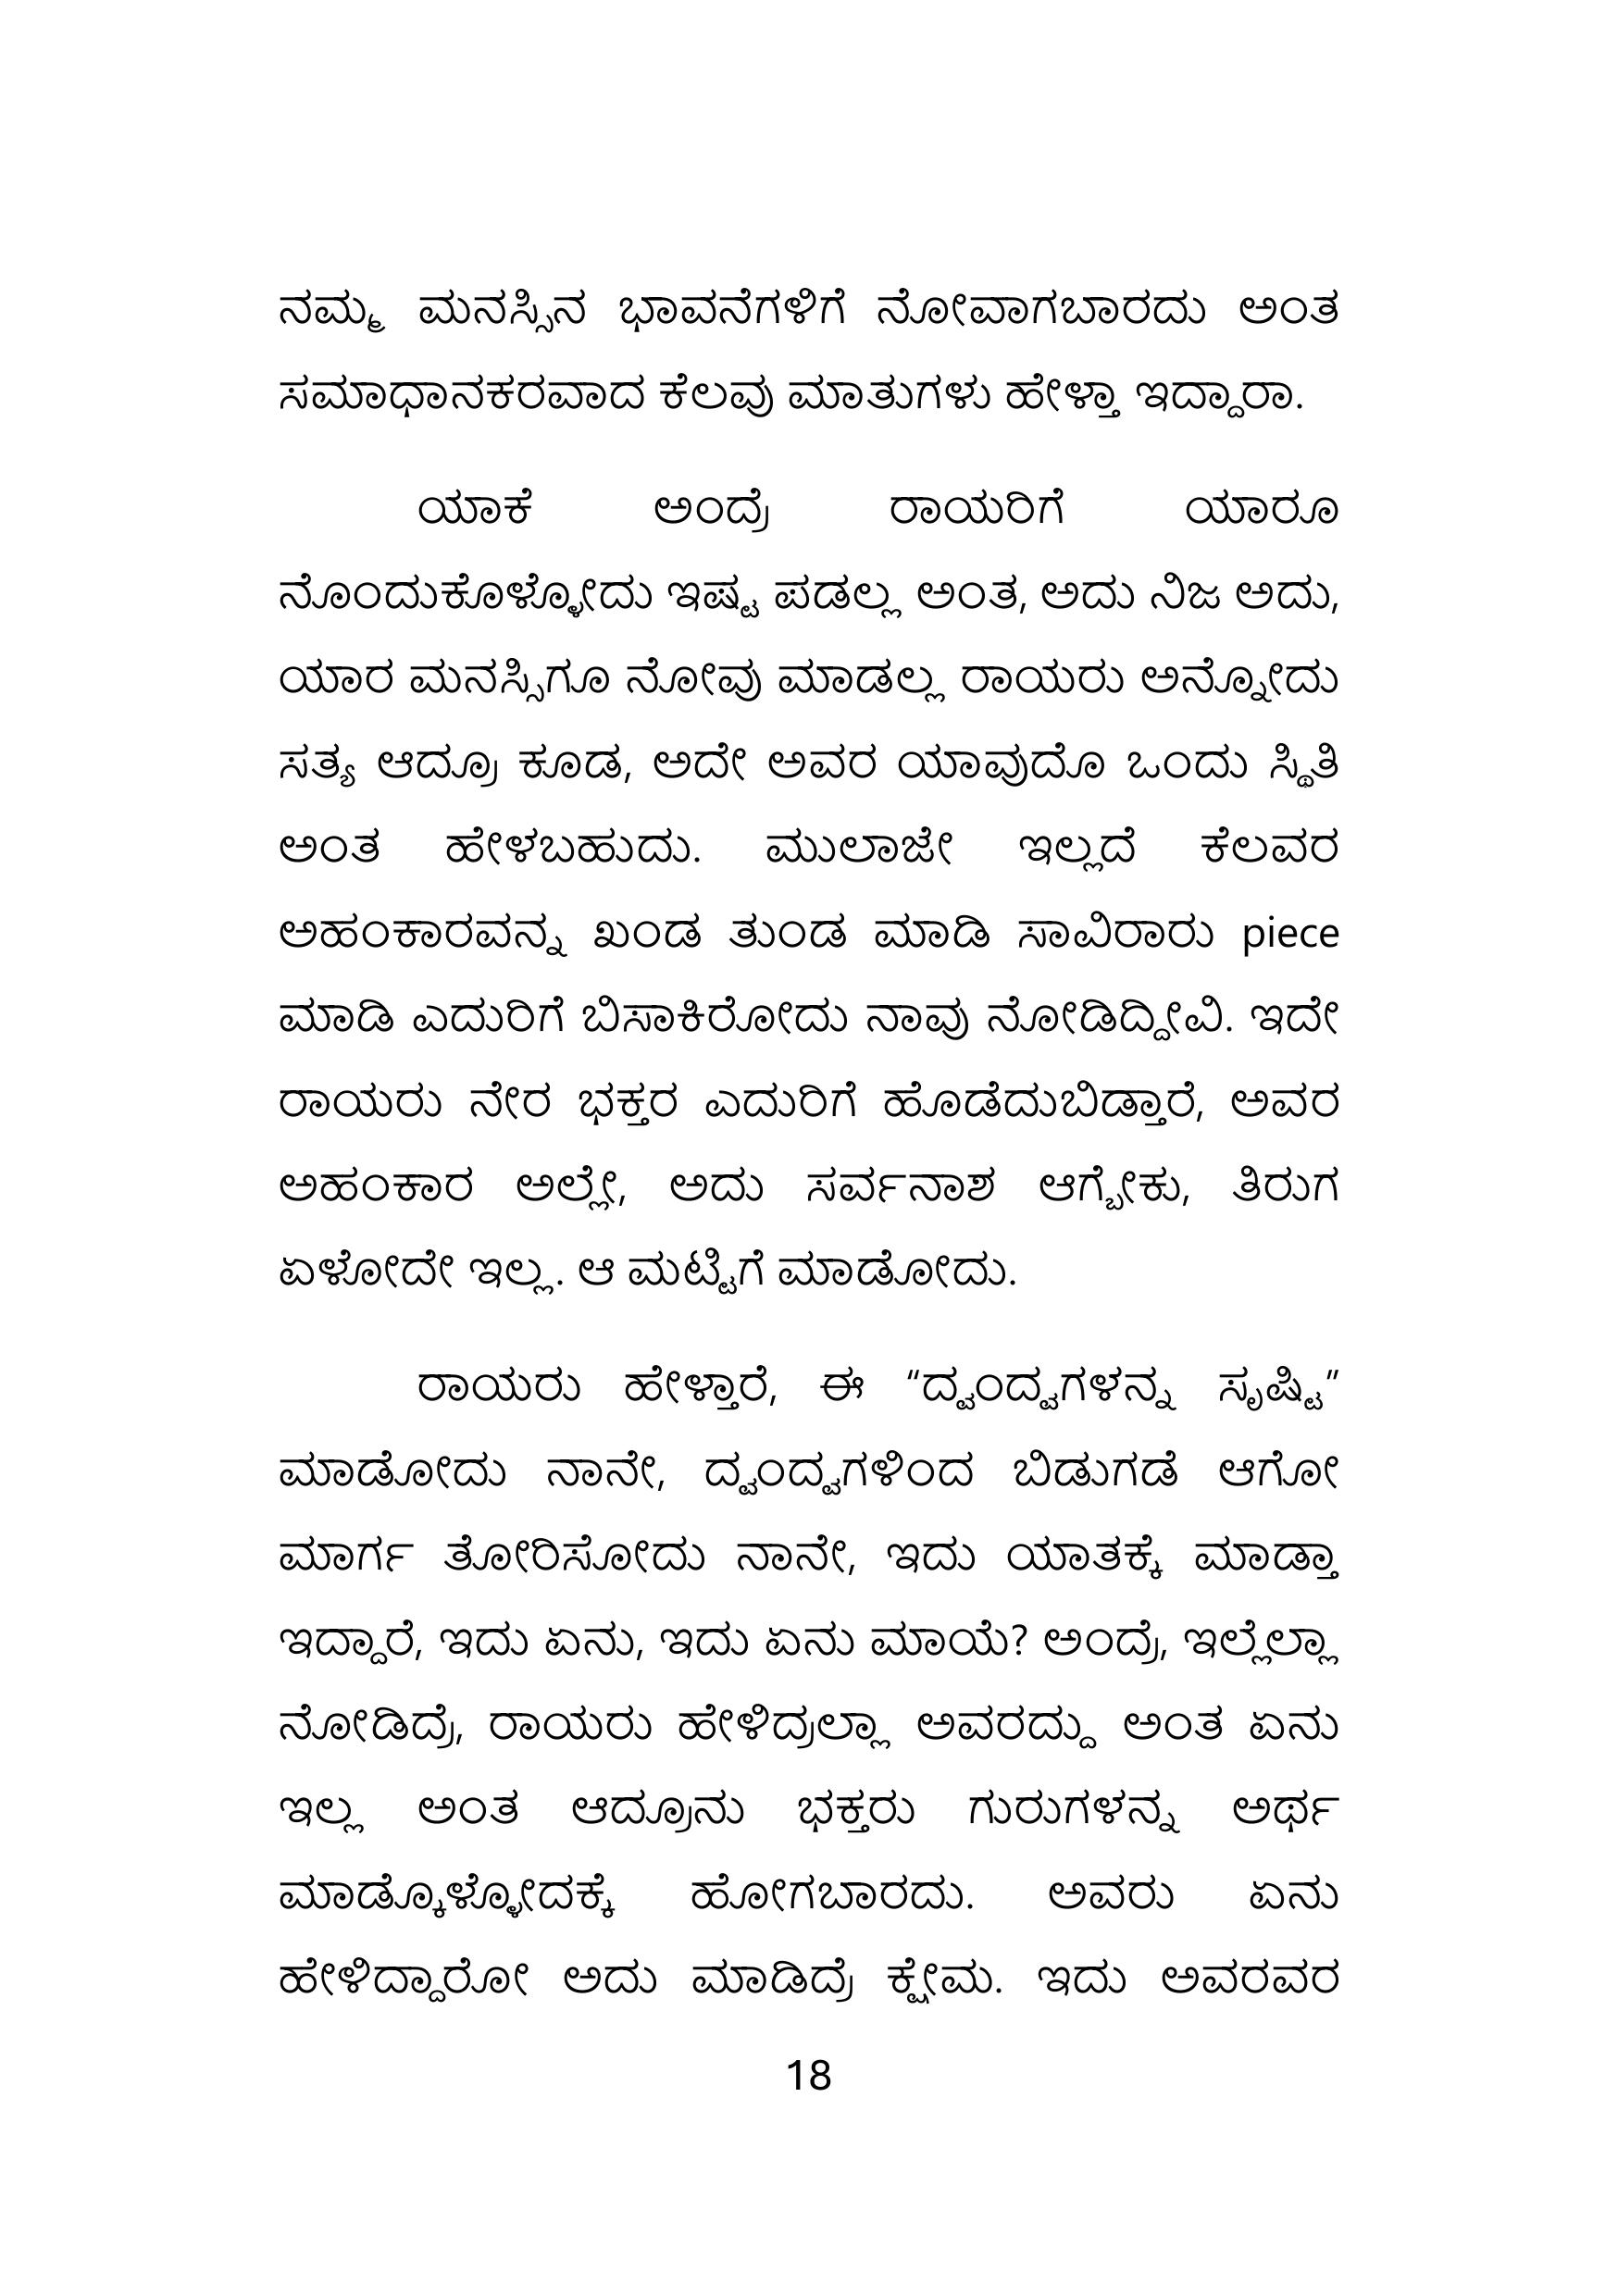 ನಮ್ಮ ಮನಸ್ಸಿನ ಭಾವನೆಗಳಿಗೆ ನೋವಾಗಬಾರದು ಅಂತ
ಸಮಾಧಾನಕರವಾದ ಕೆಲವು ಮಾತುಗಳು ಹೇಳ್ತಾ ಇದ್ದಾರಾ.
ಯಾಕೆ ಅಂದ್ರೆ ರಾಯರಿಗೆ ಯಾರೂ
ನೊಂದುಕೊಳ್ಳೋದು ಇಷ್ಟ ಪಡಲ್ಲ ಅಂತ, ಅದು ನಿಜ ಅದು,
ಯಾರ ಮನಸ್ಸಿಗೂ ನೋವು ಮಾಡಲ್ಲ ರಾಯರು ಅನ್ನೋದು
ಸತ್ಯ ಆದ್ರೂ ಕೂಡ, ಅದೇ ಅವರ ಯಾವುದೊ ಒಂದು ಸ್ಥಿತಿ
ಅಂತ ಹೇಳಬಹುದು. ಮುಲಾಜೇ ಇಲ್ಲದೆ ಕೆಲವರ
ಅಹಂಕಾರವನ್ನ ಖಂಡ ತುಂಡ ಮಾಡಿ ಸಾವಿರಾರು piece
ಮಾಡಿ ಎದುರಿಗೆ ಬಿಸಾಕಿರೋದು ನಾವು ನೋಡಿದ್ದೀವಿ. ಇದೇ
ರಾಯರು ನೇರ ಭಕ್ತರ ಎದುರಿಗೆ ಹೊಡೆದುಬಿಡ್ತಾರೆ, ಅವರ
ಅಹಂಕಾರ ಅಲ್ಲೇ, ಅದು ಸರ್ವನಾಶ ಆಗ್ಬೇಕು, ತಿರುಗ
ಏಳೋದೇ ಇಲ್ಲ. ಆ ಮಟ್ಟಿಗೆ ಮಾಡೋದು.
ರಾಯರು ಹೇಳ್ತಾರೆ, ಈ “ದ್ವಂದ್ವಗಳನ್ನ ಸೃಷ್ಟಿ”
ಮಾಡೋದು ನಾನೇ, ದ್ವಂದ್ವಗಳಿಂದ ಬಿಡುಗಡೆ ಆಗೋ
ಮಾರ್ಗ ತೋರಿಸೋದು ನಾನೇ, ಇದು ಯಾತಕ್ಕೆ ಮಾಡ್ತಾ
ಇದ್ದಾರೆ, ಇದು ಏನು, ಇದು ಏನು ಮಾಯೆ? ಅಂದ್ರೆ, ಇಲ್ಲೆಲ್ಲಾ
ನೋಡಿದ್ರೆ, ರಾಯರು ಹೇಳಿದ್ರಲ್ಲಾ ಅವರದ್ದು ಅಂತ ಏನು
ಇಲ್ಲ ಅಂತ ಆದ್ರೂನು ಭಕ್ತರು ಗುರುಗಳನ್ನ ಅರ್ಥ
ಮಾಡ್ಕೊಳ್ಳೋದಕ್ಕೆ ಹೋಗಬಾರದು. ಅವರು ಏನು
ಹೇಳಿದ್ದಾರೋ ಅದು ಮಾಡಿದ್ರೆ ಕ್ಷೇಮ. ಇದು ಅವರವರ
18